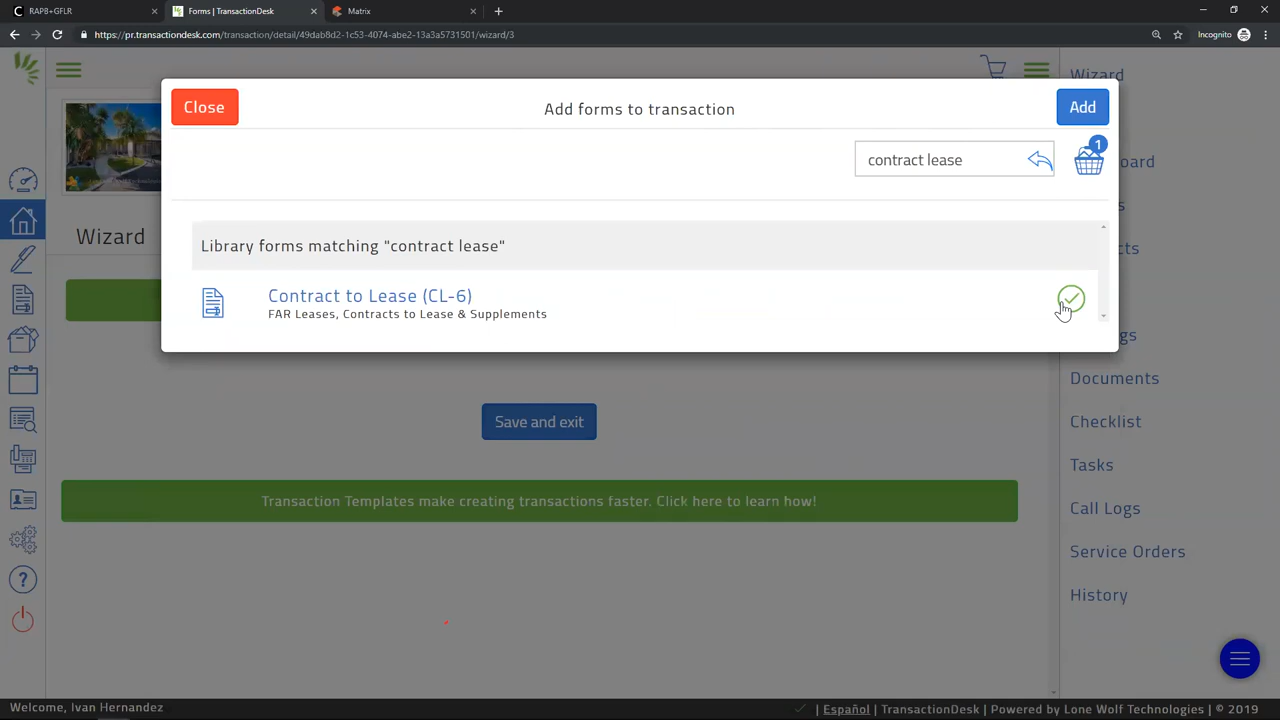 RAPB+GFLR
Forms | TransactionDesk
Matrix
https://pr.transactiondesk.com/transaction/detail/49dab8d2-1c53-4074-abe2-13a3a5731501/wizard/3
Incognito
Wizard
Close
Add forms to transaction
Add
contract lease
1
oard
s
Wizard
Library forms matching "contract lease"
cts
Contract to Lease (CL-6)
FAR Leases, Contracts to Lease & Supplements
gs
Documents
Save and exit
Checklist
Tasks
Transaction Templates make creating transactions faster. Click here to learn how!
Call Logs
Service Orders
History
Welcome, Ivan Hernandez
| Español | TransactionDesk | Powered by Lone Wolf Technologies | © 2019